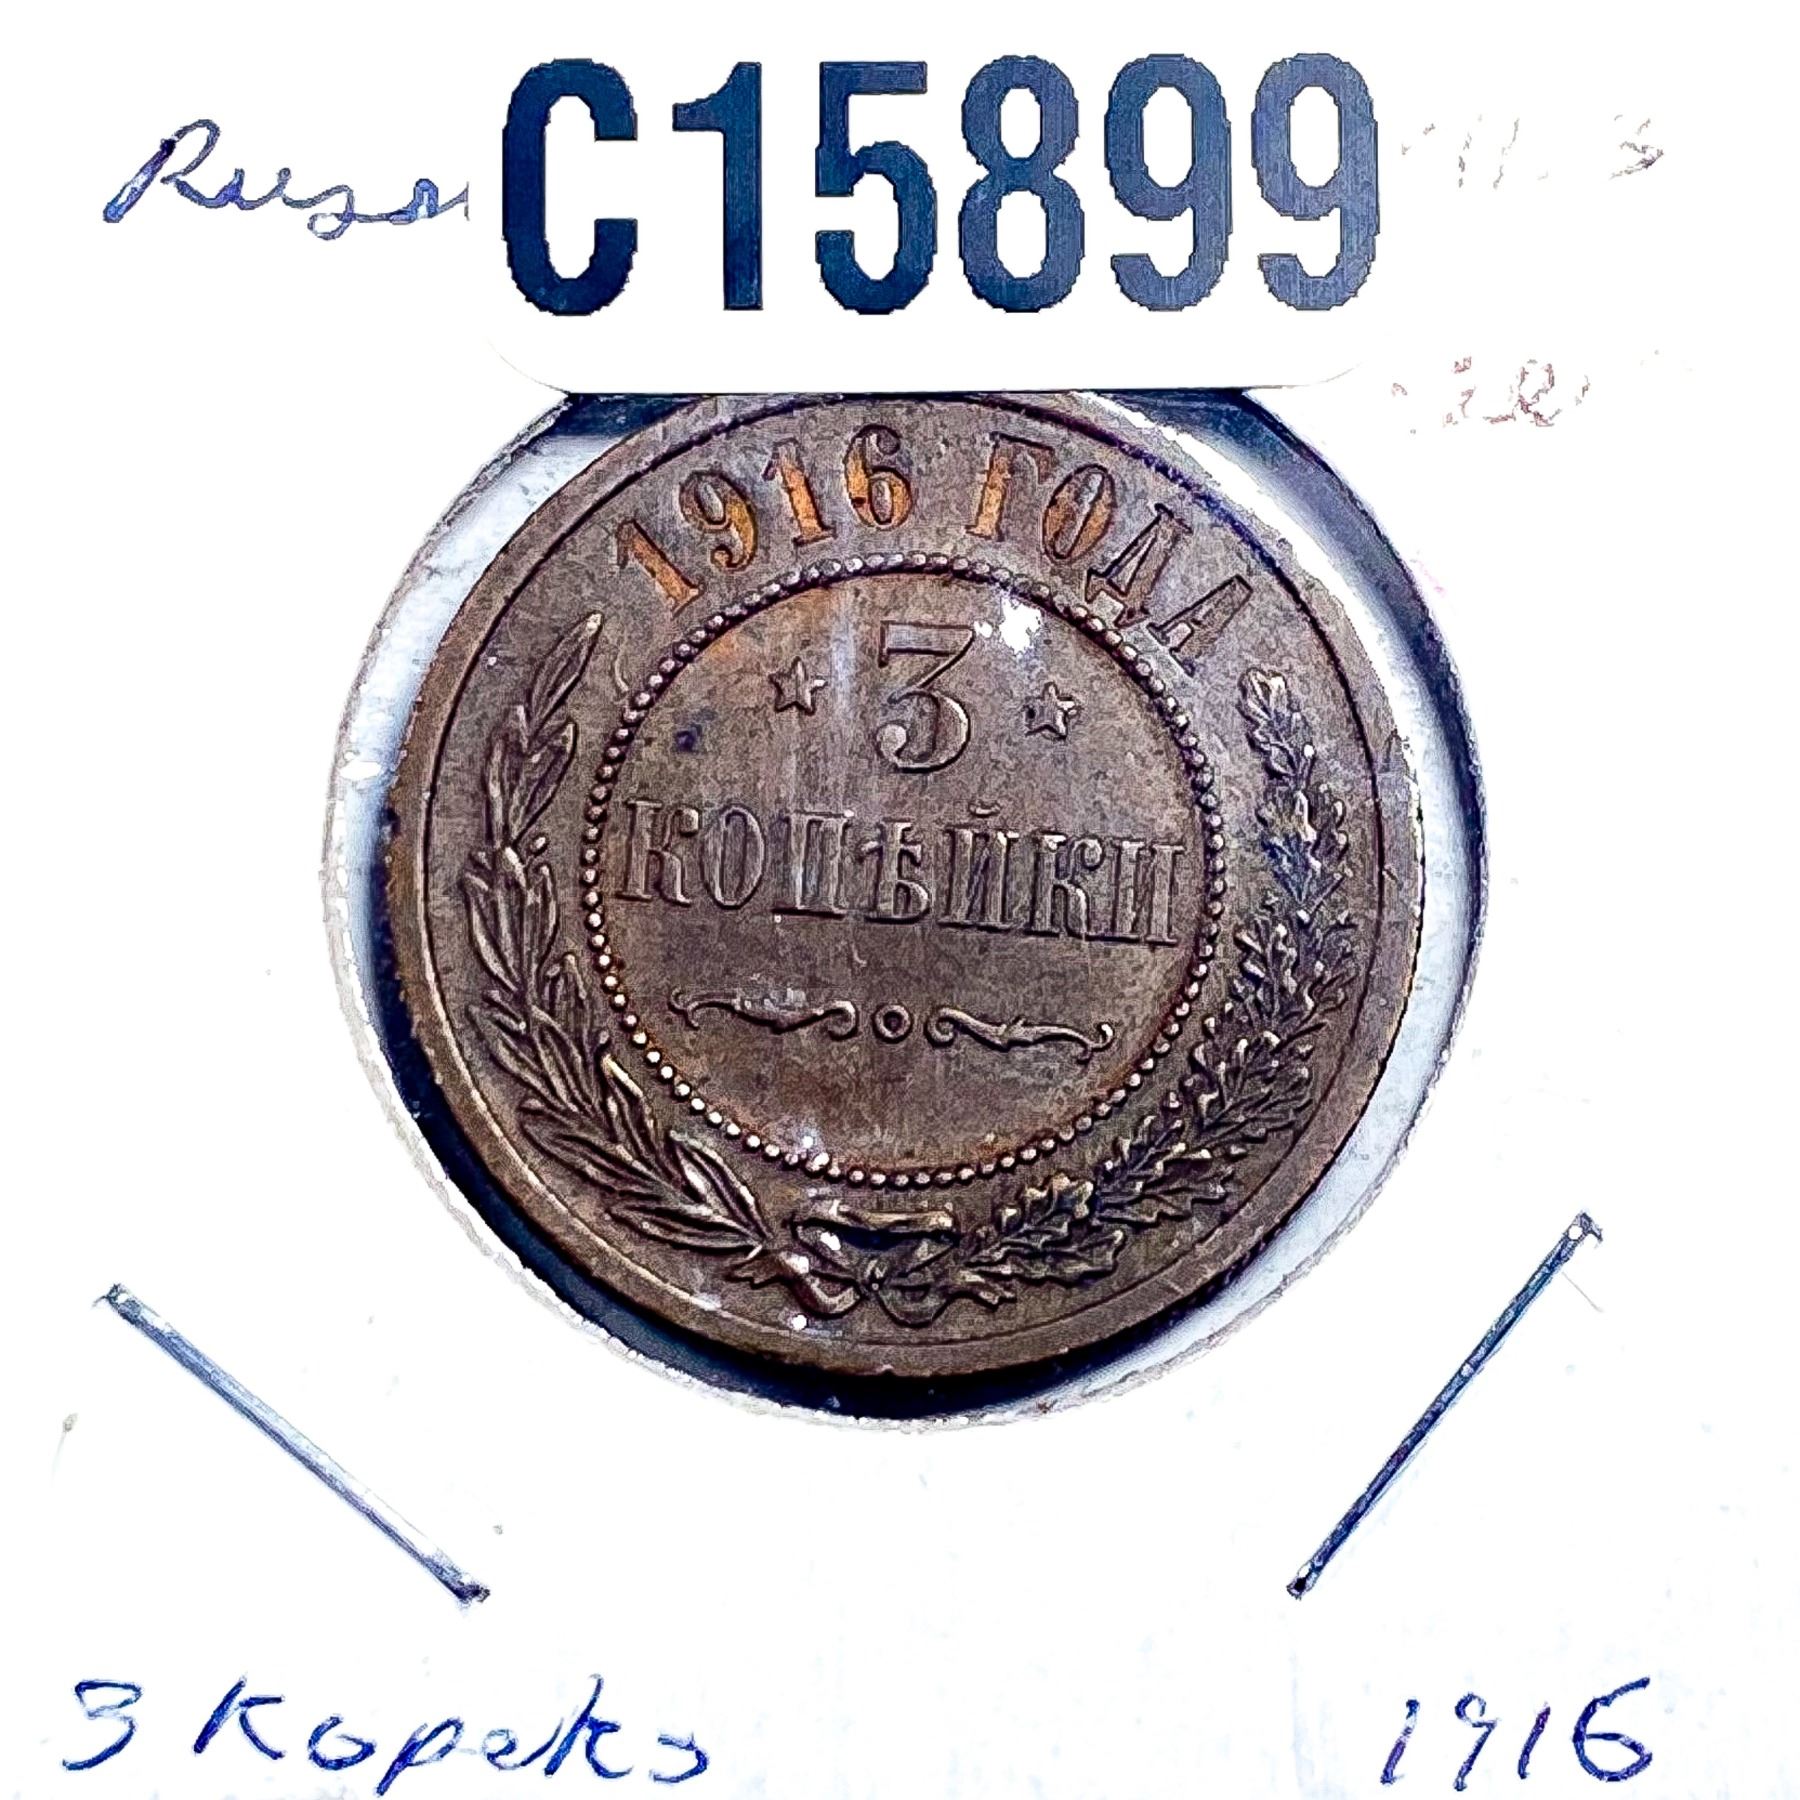 C15899
1916 ГОДА
3
КОПѢЙКИ
3 Kopeks
1916